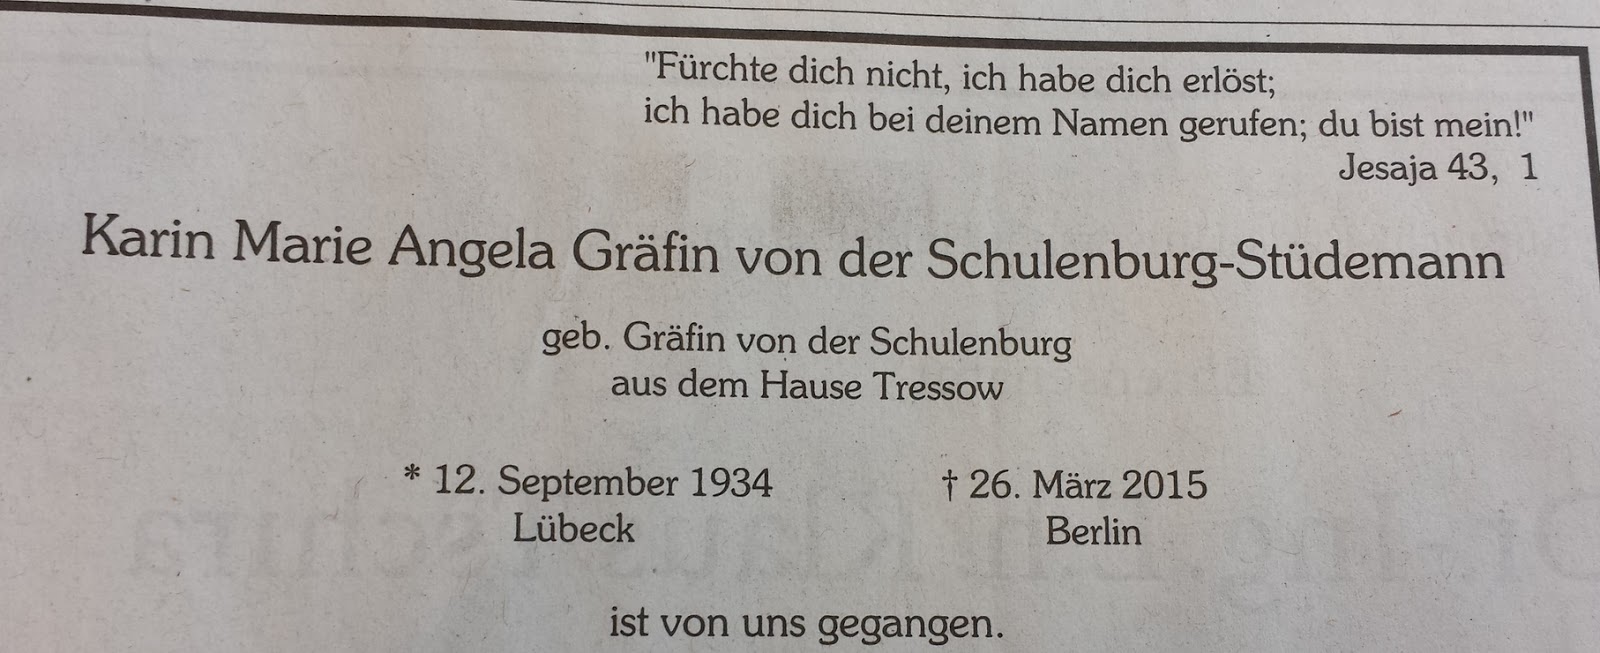 "Fürchte dich nicht, ich habe dich erlöst;
ich habe dich bei deinem Namen gerufen; du bist mein!"
Jesaja 43, 1
Karin Marie Angela Gräfin von der Schulenburg-Stüdemann
geb. Gräfin von der Schulenburg
aus dem Hause Tressow
* 12. September 1934 † 26. März 2015
Lübeck Berlin
ist von uns gegangen.